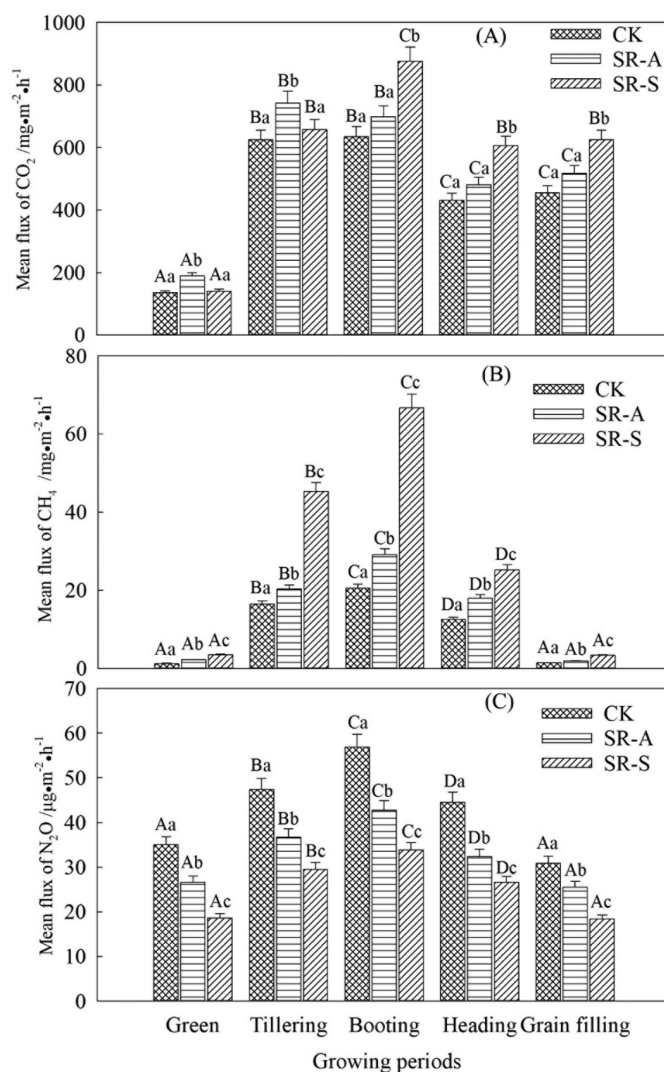 (A)
CK
SR-A
SR-S
Mean flux of CO₂ /mg•m⁻²•h⁻¹
1000
800
600
400
200
0
Aa Ab Aa
Ba Bb Ba
Ba Ba Cb
Ca Ca Bb
Ca Ca Bb
(B)
CK
SR-A
SR-S
Mean flux of CH₄ /mg•m⁻²•h⁻¹
80
60
40
20
0
Aa Ab Ac
Ba Bb Bc
Ca Cb Cc
Da Db Dc
Aa Ab Ac
(C)
CK
SR-A
SR-S
Mean flux of N₂O /μg•m⁻²•h⁻¹
70
60
50
40
30
20
10
0
Aa Ab Ac
Ba Bb Bc
Ca Cb Cc
Da Db Dc
Aa Ab Ac
Green Tillering Booting Heading Grain filling
Growing periods